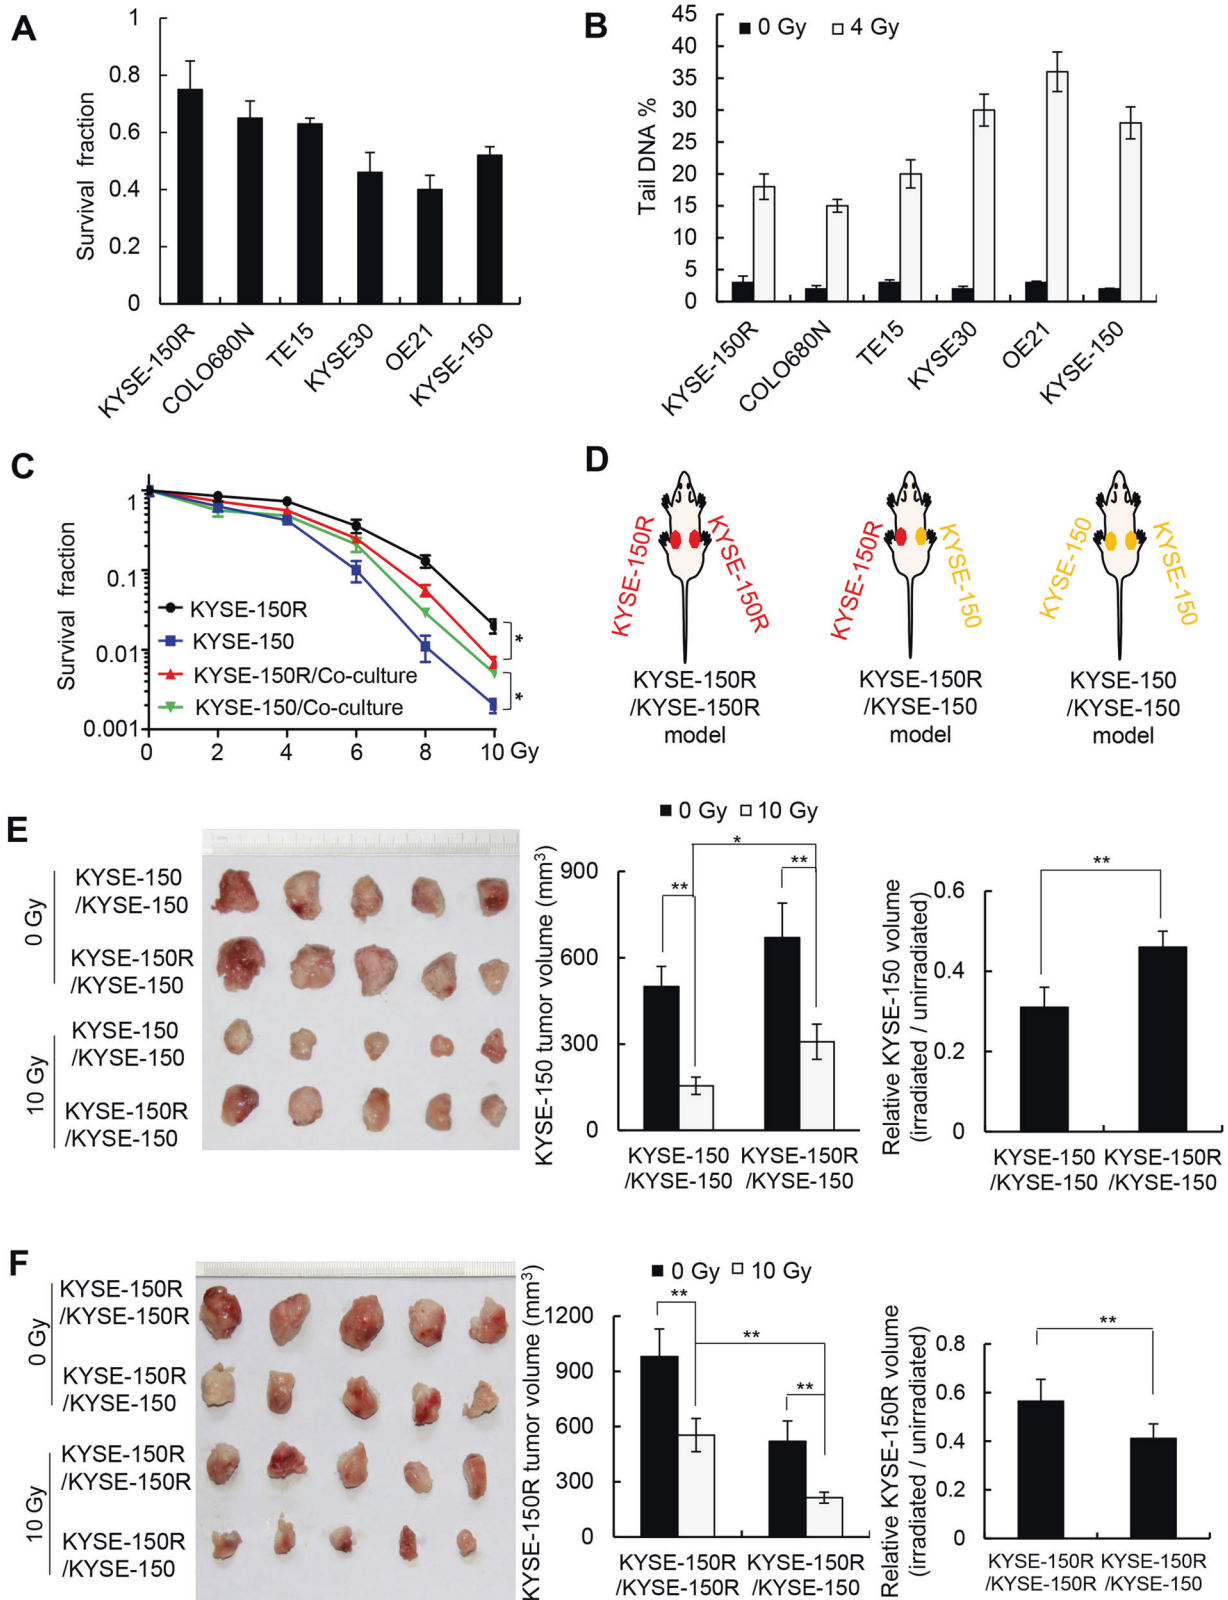 A
Survival fraction
1
0.8
0.6
0.4
0.2
0
KYSE-150R
COLO680N
TE15
KYSE30
OE21
KYSE-150
B
0 Gy
4 Gy
Tail DNA %
45
40
35
30
25
20
15
10
5
0
KYSE-150R
COLO680N
TE15
KYSE30
OE21
KYSE-150
C
Survival fraction
1
0.1
0.01
0.001
KYSE-150R
KYSE-150
KYSE-150R/Co-culture
KYSE-150/Co-culture
*
*
0 2 4 6 8 10 Gy
D
KYSE-150R
KYSE-150R
KYSE-150R
/KYSE-150R
model
KYSE-150R
KYSE-150
KYSE-150R
/KYSE-150
model
KYSE-150
KYSE-150
KYSE-150
/KYSE-150
model
E
0 Gy
KYSE-150
/KYSE-150
KYSE-150R
/KYSE-150
10 Gy
KYSE-150
/KYSE-150
KYSE-150R
/KYSE-150
0 Gy
10 Gy
KYSE-150 tumor volume (mm³)
900
600
300
0
**
*
**
KYSE-150
/KYSE-150
KYSE-150R
/KYSE-150
Relative KYSE-150 volume
(irradiated / unirradiated)
0.6
0.4
0.2
0
**
KYSE-150
/KYSE-150
KYSE-150R
/KYSE-150
F
0 Gy
KYSE-150R
/KYSE-150R
KYSE-150R
/KYSE-150
10 Gy
KYSE-150R
/KYSE-150R
KYSE-150R
/KYSE-150
0 Gy
10 Gy
KYSE-150R tumor volume (mm³)
1200
900
600
300
0
**
**
**
KYSE-150R
/KYSE-150R
KYSE-150R
/KYSE-150
Relative KYSE-150R volume
(irradiated / unirradiated)
0.8
0.6
0.4
0.2
0
**
KYSE-150R
/KYSE-150R
KYSE-150R
/KYSE-150